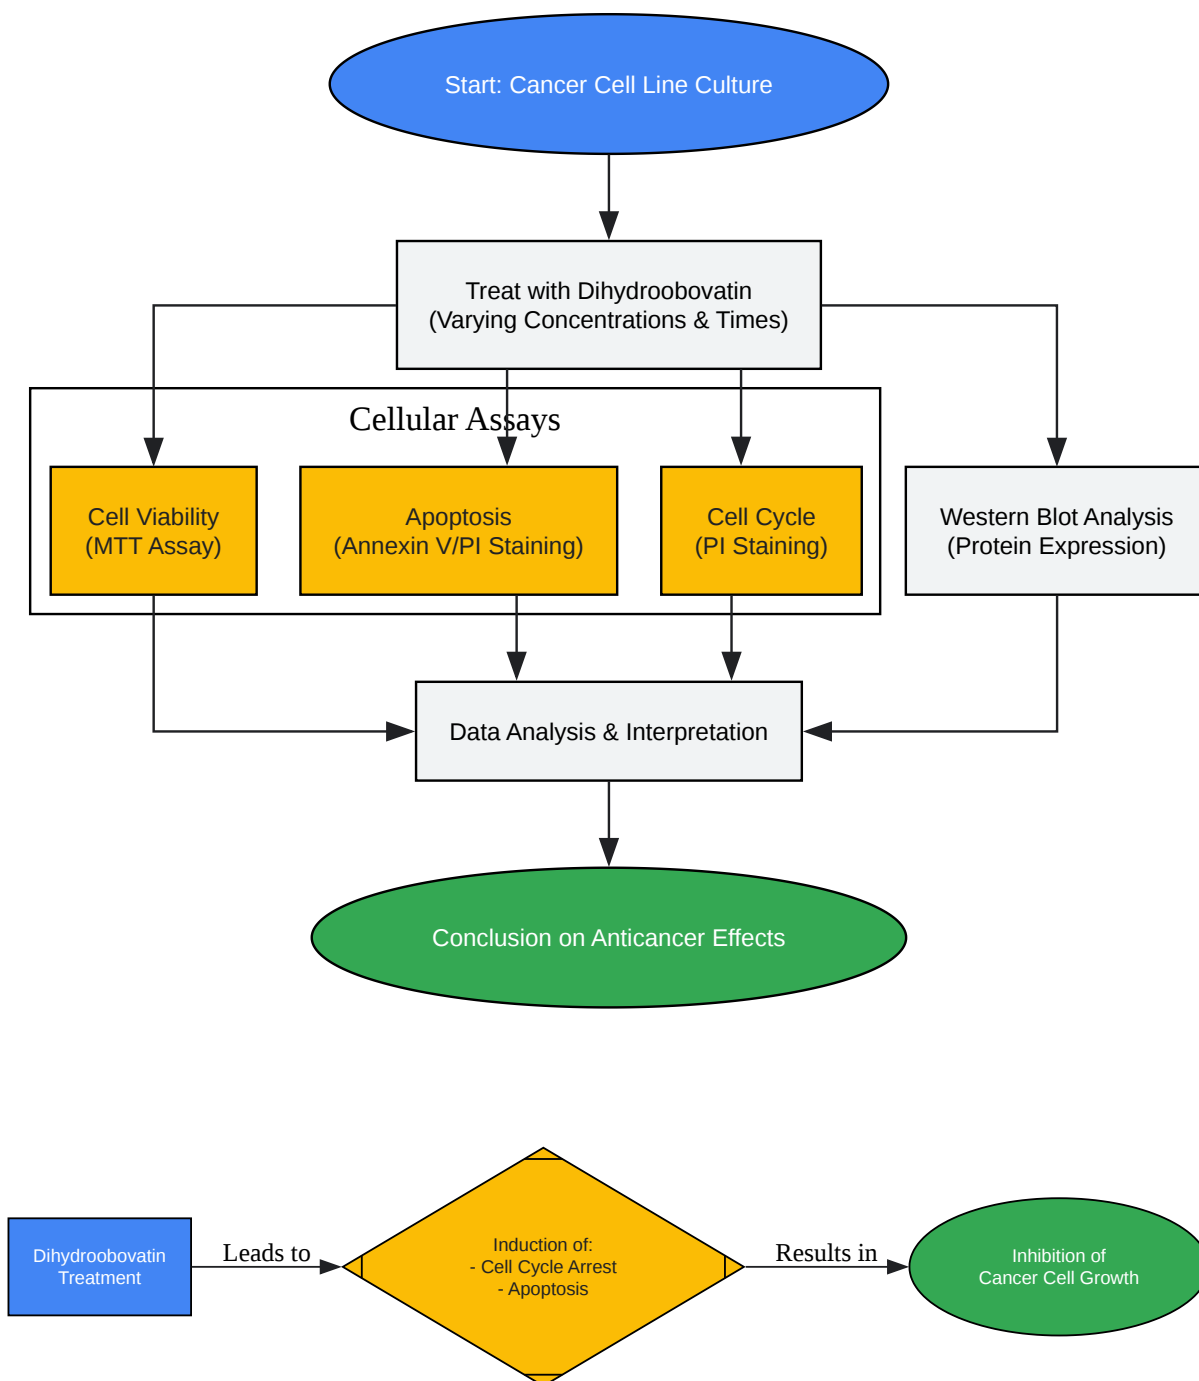 Start: Cancer Cell Line Culture
Treat with Dihydroobovatin
(Varying Concentrations & Times)
Cellular Assays
Cell Viability
(MTT Assay)
Apoptosis
(Annexin V/PI Staining)
Cell Cycle
(PI Staining)
Western Blot Analysis
(Protein Expression)
Data Analysis & Interpretation
Conclusion on Anticancer Effects
Dihydroobovatin
Treatment
Leads to
Induction of:
- Cell Cycle Arrest
- Apoptosis
Results in
Inhibition of
Cancer Cell Growth